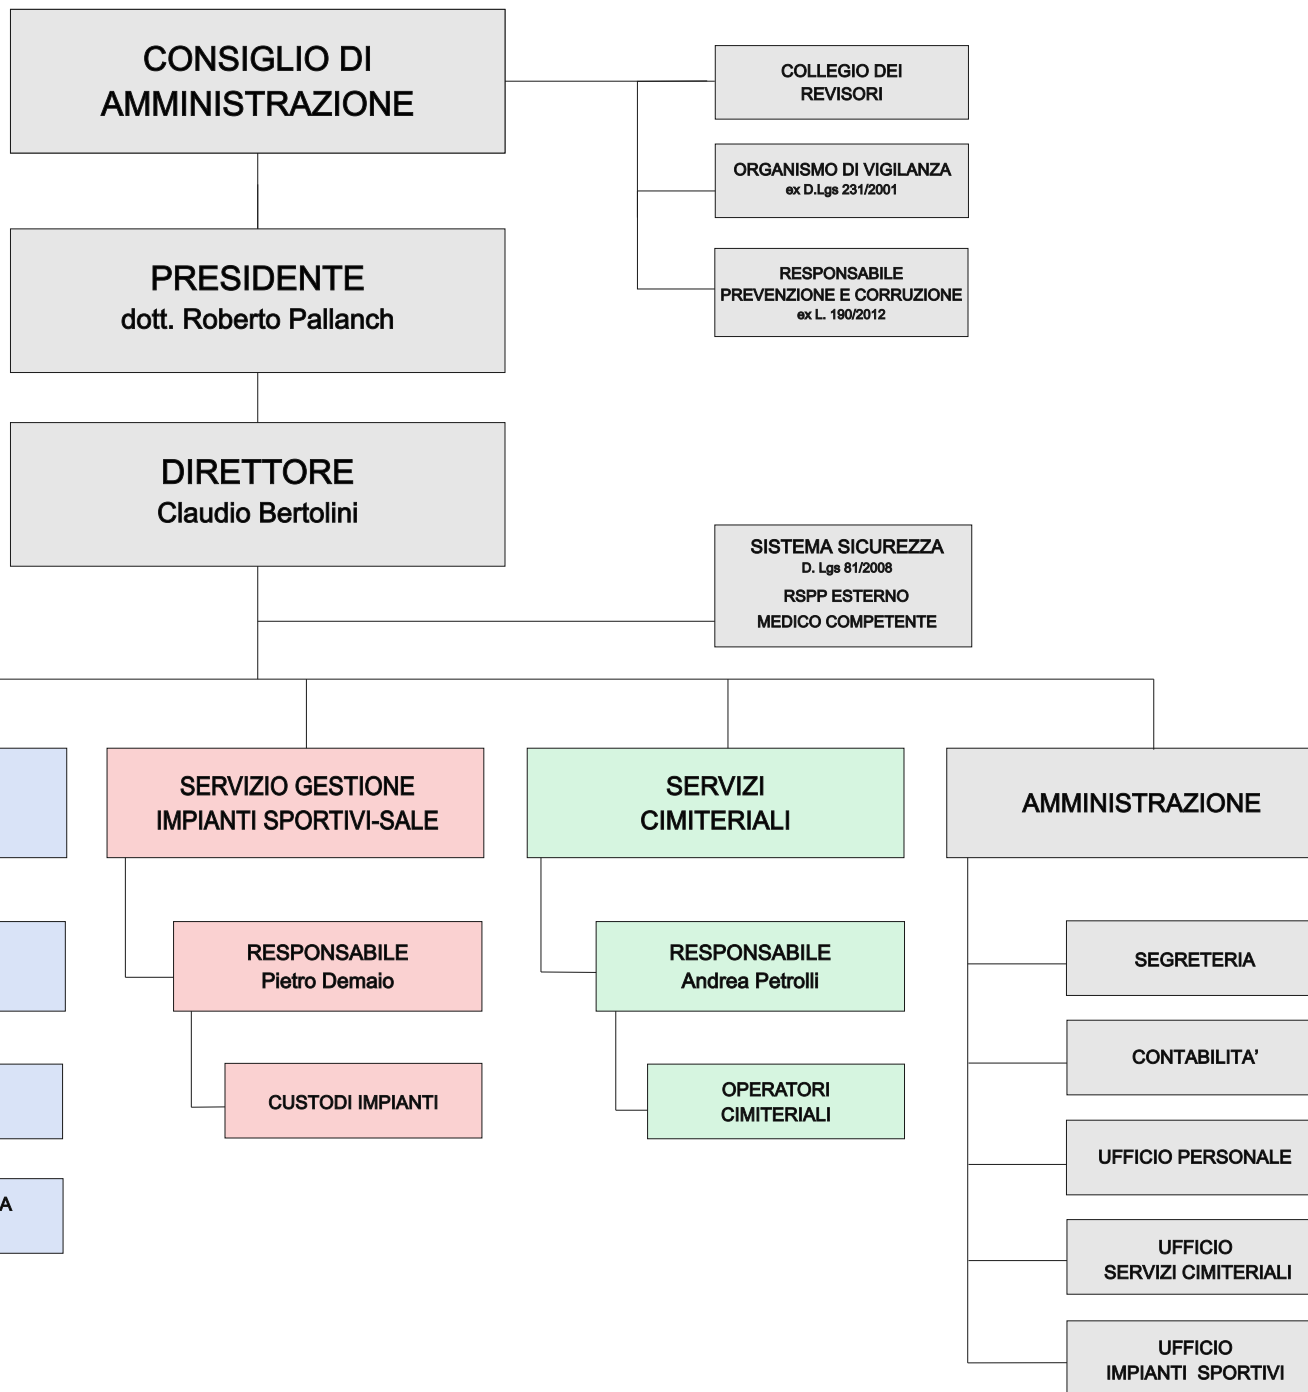 CONSIGLIO DI
AMMINISTRAZIONE
COLLEGIO DEI
REVISORI
ORGANISMO DI VIGILANZA
ex D.Lgs 231/2001
RESPONSABILE
PREVENZIONE E CORRUZIONE
ex L. 190/2012
PRESIDENTE
dott. Roberto Pallanch
DIRETTORE
Claudio Bertolini
SISTEMA SICUREZZA
D. Lgs 81/2008
RSPP ESTERNO
MEDICO COMPETENTE
SERVIZIO GESTIONE
IMPIANTI SPORTIVI-SALE
RESPONSABILE
Pietro Demaio
CUSTODI IMPIANTI
SERVIZI
CIMITERIALI
RESPONSABILE
Andrea Petrolli
OPERATORI
CIMITERIALI
AMMINISTRAZIONE
SEGRETERIA
CONTABILITA’
UFFICIO PERSONALE
UFFICIO
SERVIZI CIMITERIALI
UFFICIO
IMPIANTI SPORTIVI